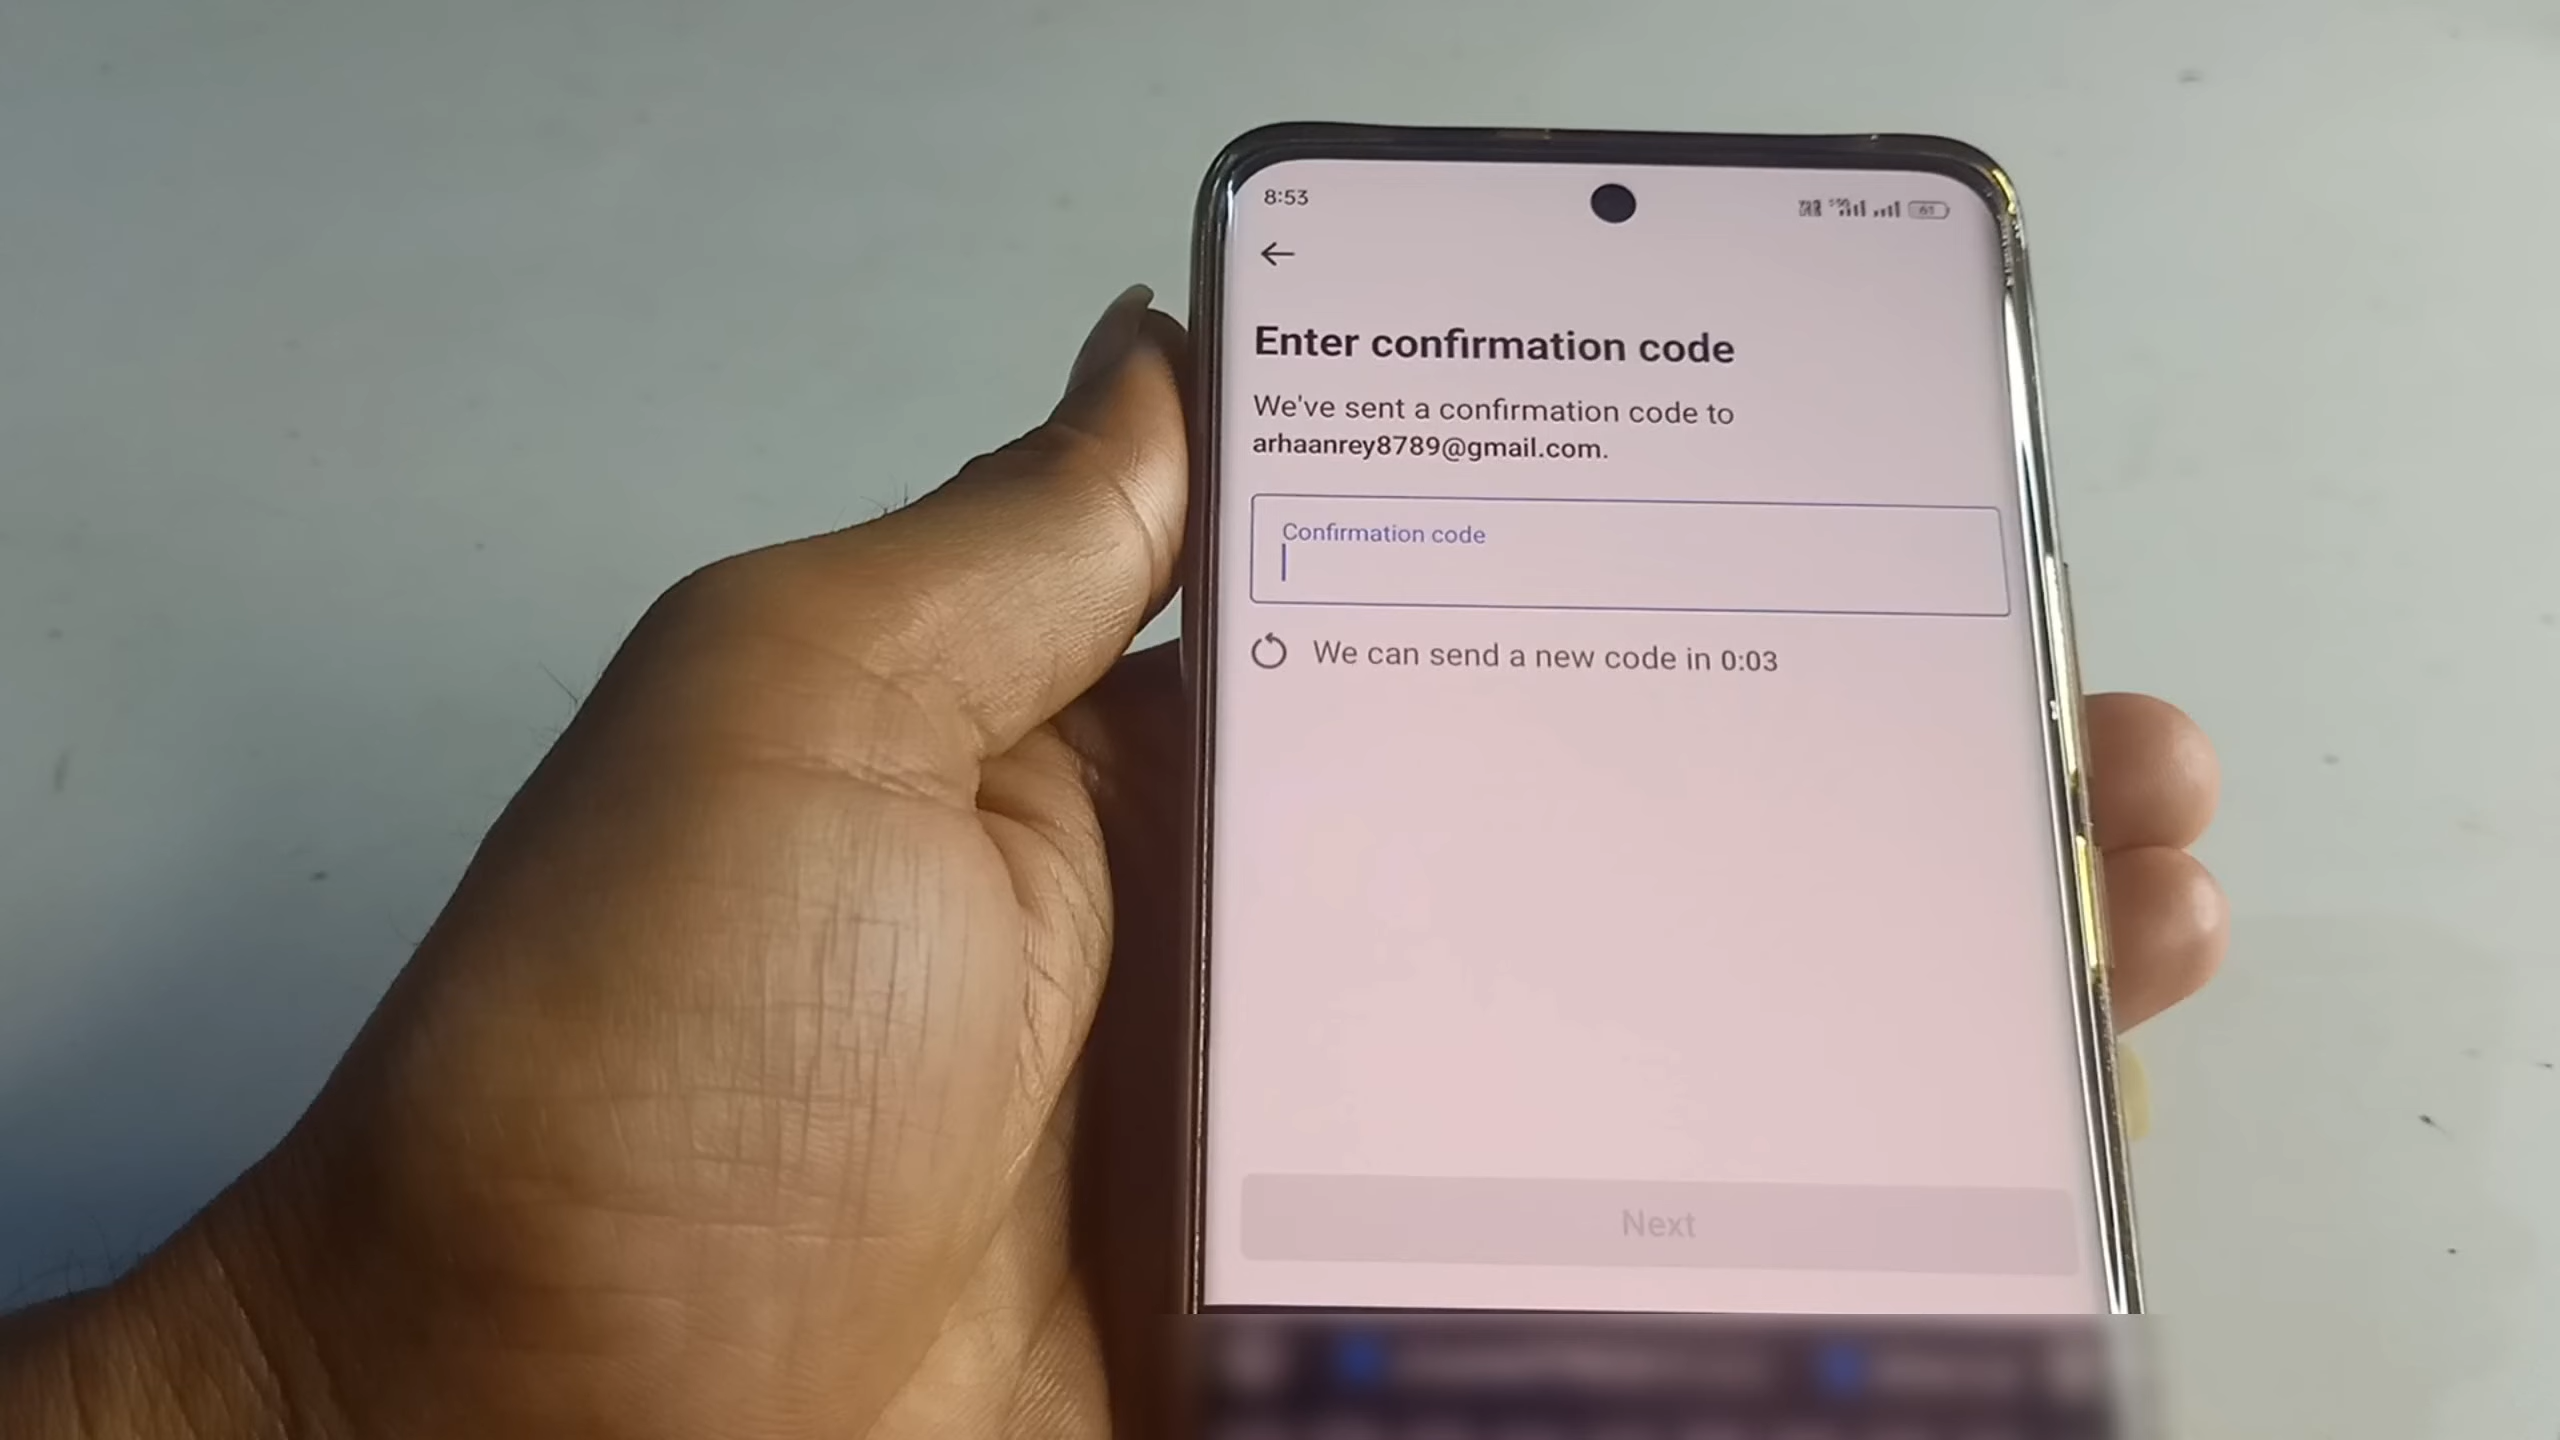 8:53
61
Enter confirmation code
We've sent a confirmation code to
arhaanrey8789@gmail.com.
Confirmation code
We can send a new code in 0:03
Next